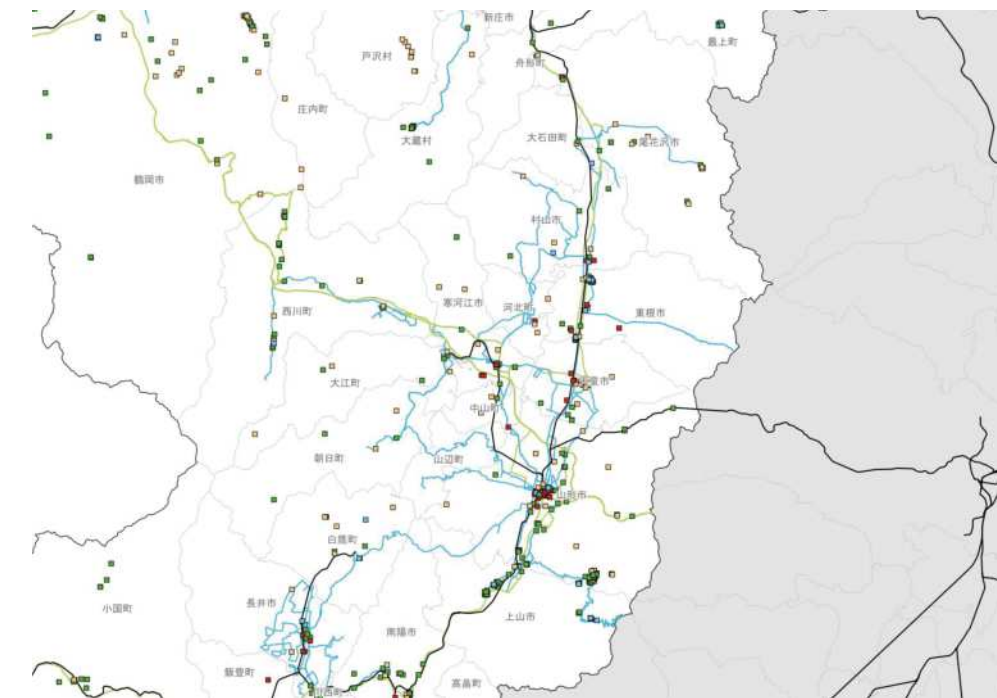 新庄市
戸沢村
舟形町
最上町
庄内町
大蔵村
大石田町
尾花沢市
鶴岡市
村山市
西川町
寒河江市
河北町
東根市
大江町
天童市
中山町
朝日町
山辺町
山形市
白鷹町
長井市
小国町
上山市
南陽市
飯豊町
高畠町
川西町